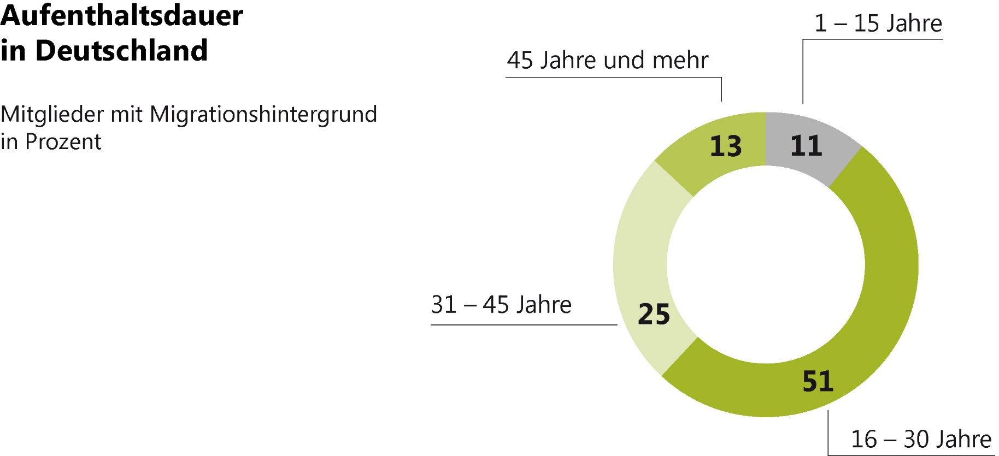 Aufenthaltsdauer
in Deutschland
Mitglieder mit Migrationshintergrund
in Prozent
1 – 15 Jahre
45 Jahre und mehr
13
11
31 – 45 Jahre
25
51
16 – 30 Jahre